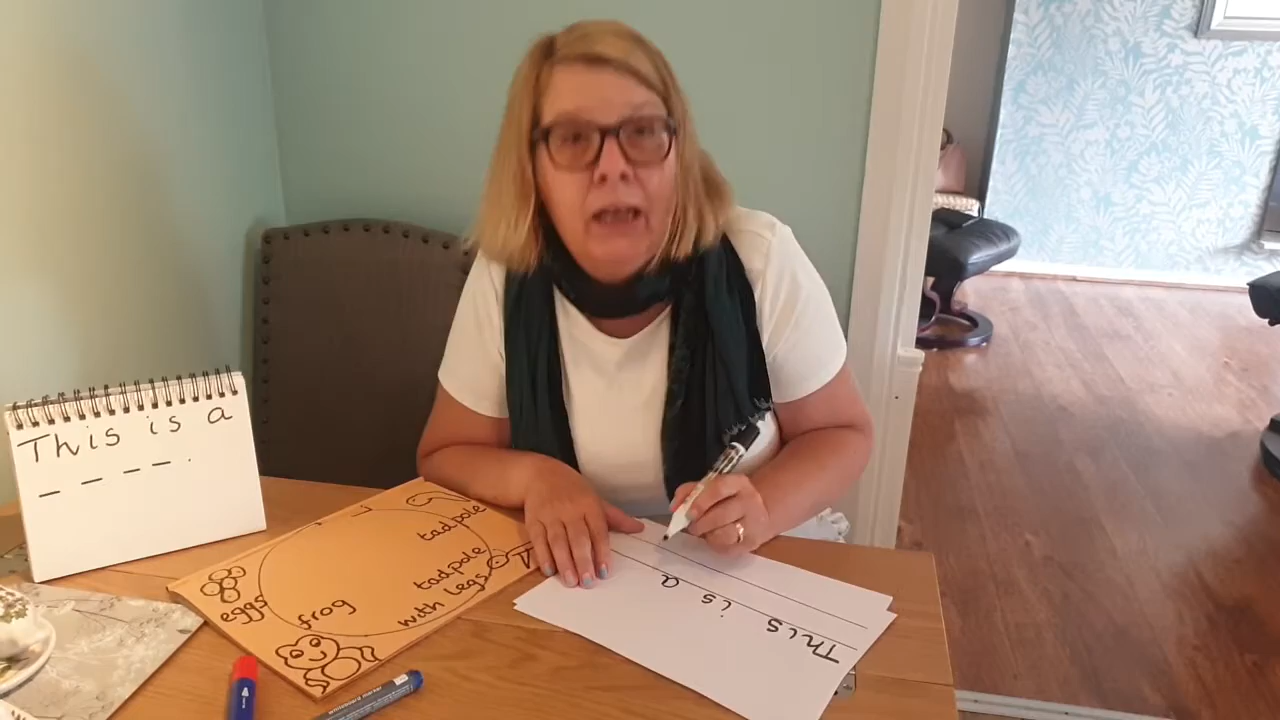 This is a
_ _ _ _ .
tadpole
tadpole
with legs
frog
eggs
This is a